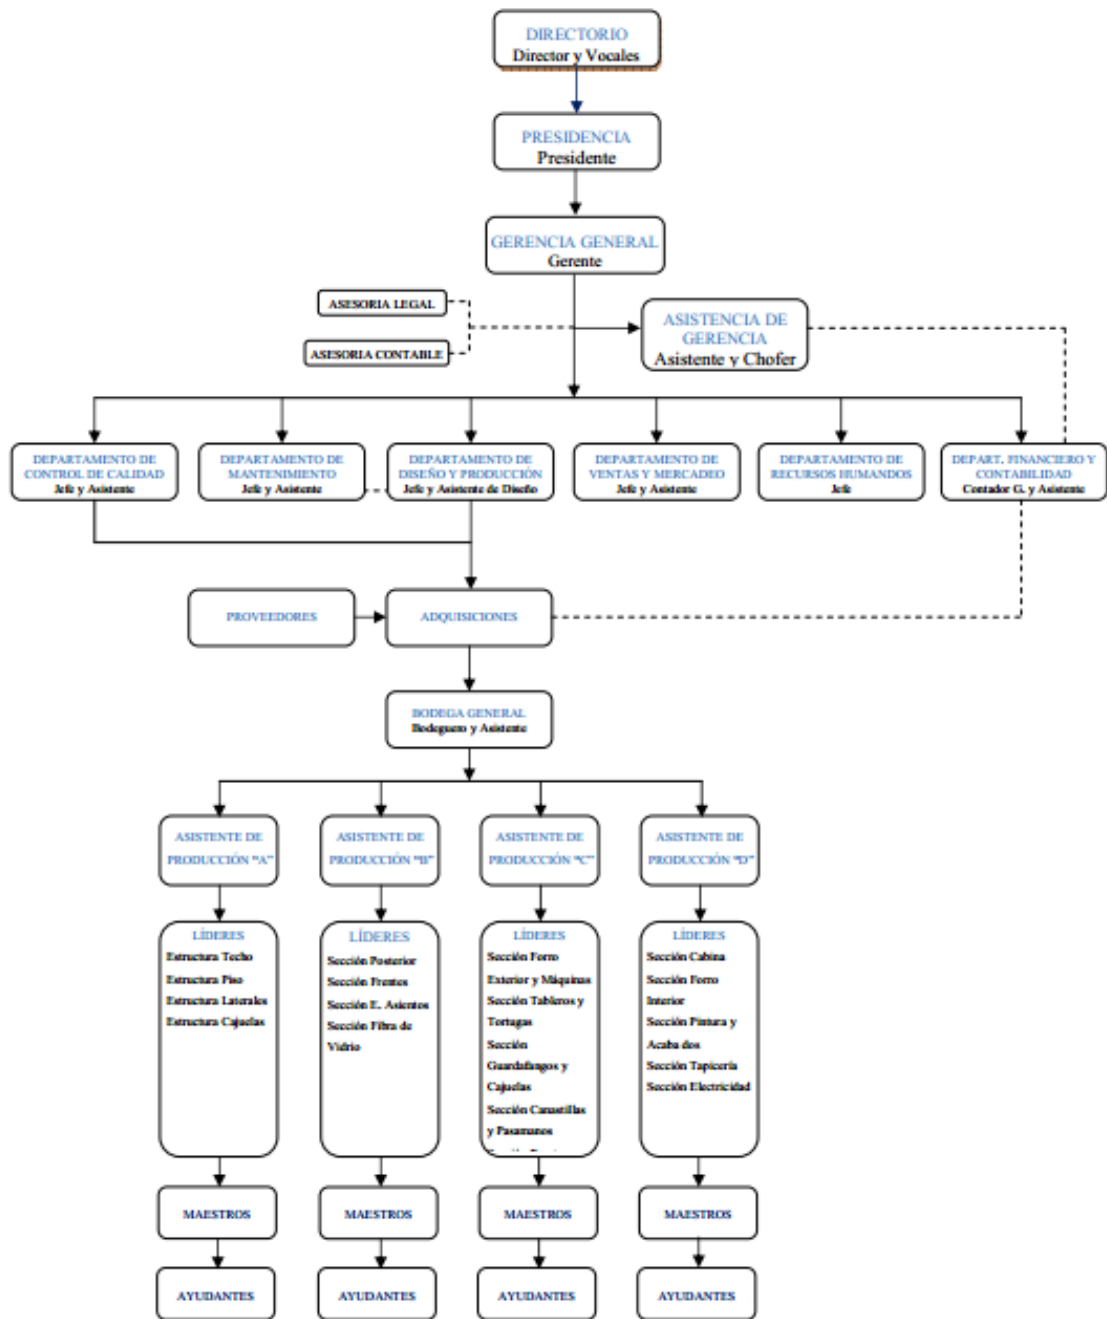 DIRECTORIO
Director y Vocales
PRESIDENCIA
Presidente
GERENCIA GENERAL
Gerente
ASESORIA LEGAL
ASESORIA CONTABLE
ASISTENCIA DE
GERENCIA
Asistente y Chofer
DEPARTAMENTO DE
CONTROL DE CALIDAD
Jefe y Asistente
DEPARTAMENTO DE
MANTENIMIENTO
Jefe y Asistente
DEPARTAMENTO DE
DISEÑO Y PRODUCCIÓN
Jefe y Asistente de Diseño
DEPARTAMENTO DE
VENTAS Y MERCADEO
Jefe y Asistente
DEPARTAMENTO DE
RECURSOS HUMANDOS
Jefe
DEPART. FINANCIERO Y
CONTABILIDAD
Contador G. y Asistente
PROVEEDORES
ADQUISICIONES
BODEGA GENERAL
Bodeguero y Asistente
ASISTENTE DE
PRODUCCIÓN “A”
ASISTENTE DE
PRODUCCIÓN “B”
ASISTENTE DE
PRODUCCIÓN “C”
ASISTENTE DE
PRODUCCIÓN “D”
LÍDERES
Estructura Techo
Estructura Piso
Estructura Laterales
Estructura Cajuelas
LÍDERES
Sección Posterior
Sección Frentes
Sección E. Asientos
Sección Fibra de
Vidrio
LÍDERES
Sección Forro
Exterior y Máquinas
Sección Tableros y
Tortagas
Sección
Guardafangos y
Cajuelas
Sección Canastillas
y Pasamanos
LÍDERES
Sección Cabina
Sección Forro
Interior
Sección Pintura y
Acaba dos
Sección Tapicería
Sección Electricidad
MAESTROS
MAESTROS
MAESTROS
MAESTROS
AYUDANTES
AYUDANTES
AYUDANTES
AYUDANTES